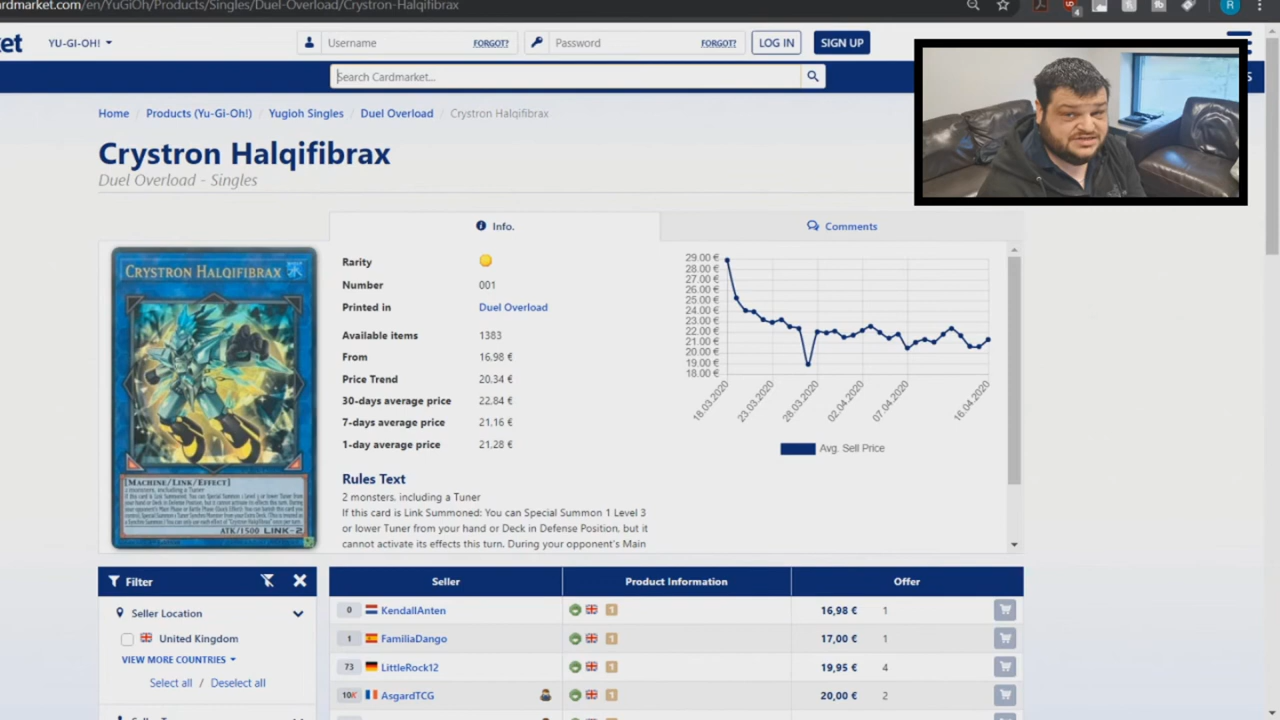 rdmarket.com/en/YuGiOh/Products/Singles/Duel-Overload/Crystron-Halqifibrax
4
R
et
YU-GI-OH!
Username
FORGOT?
Password
FORGOT?
LOG IN
SIGN UP
Search Cardmarket...
S
Home / Products (Yu-Gi-Oh!) / Yugioh Singles / Duel Overload / Crystron Halqifibrax
Crystron Halqifibrax
Duel Overload - Singles
Info.
Comments
CRYSTRON HALQIFIBRAX
[MACHINE/LINK/EFFECT]
2 monsters, including a Tuner
ATK/1500 LINK-2
Rarity
Number 001
Printed in Duel Overload
Available items 1383
From 16,98 €
Price Trend 20,34 €
30-days average price 22,84 €
7-days average price 21,16 €
1-day average price 21,28 €
Rules Text
2 monsters, including a Tuner
If this card is Link Summoned: You can Special Summon 1 Level 3
or lower Tuner from your hand or Deck in Defense Position, but it
cannot activate its effects this turn. During your opponent's Main
29.00 €
28.00 €
27.00 €
26.00 €
25.00 €
24.00 €
23.00 €
22.00 €
21.00 €
20.00 €
19.00 €
18.00 €
18.03.2020
23.03.2020
28.03.2020
02.04.2020
07.04.2020
16.04.2020
Avg. Sell Price
Filter
Seller Location
United Kingdom
VIEW MORE COUNTRIES
Select all / Deselect all
Seller Product Information Offer
0 KendallAnten 1 16,98 € 1
1 FamiliaDango 1 17,00 € 1
73 LittleRock12 1 19,95 € 4
10K AsgardTCG 1 20,00 € 2